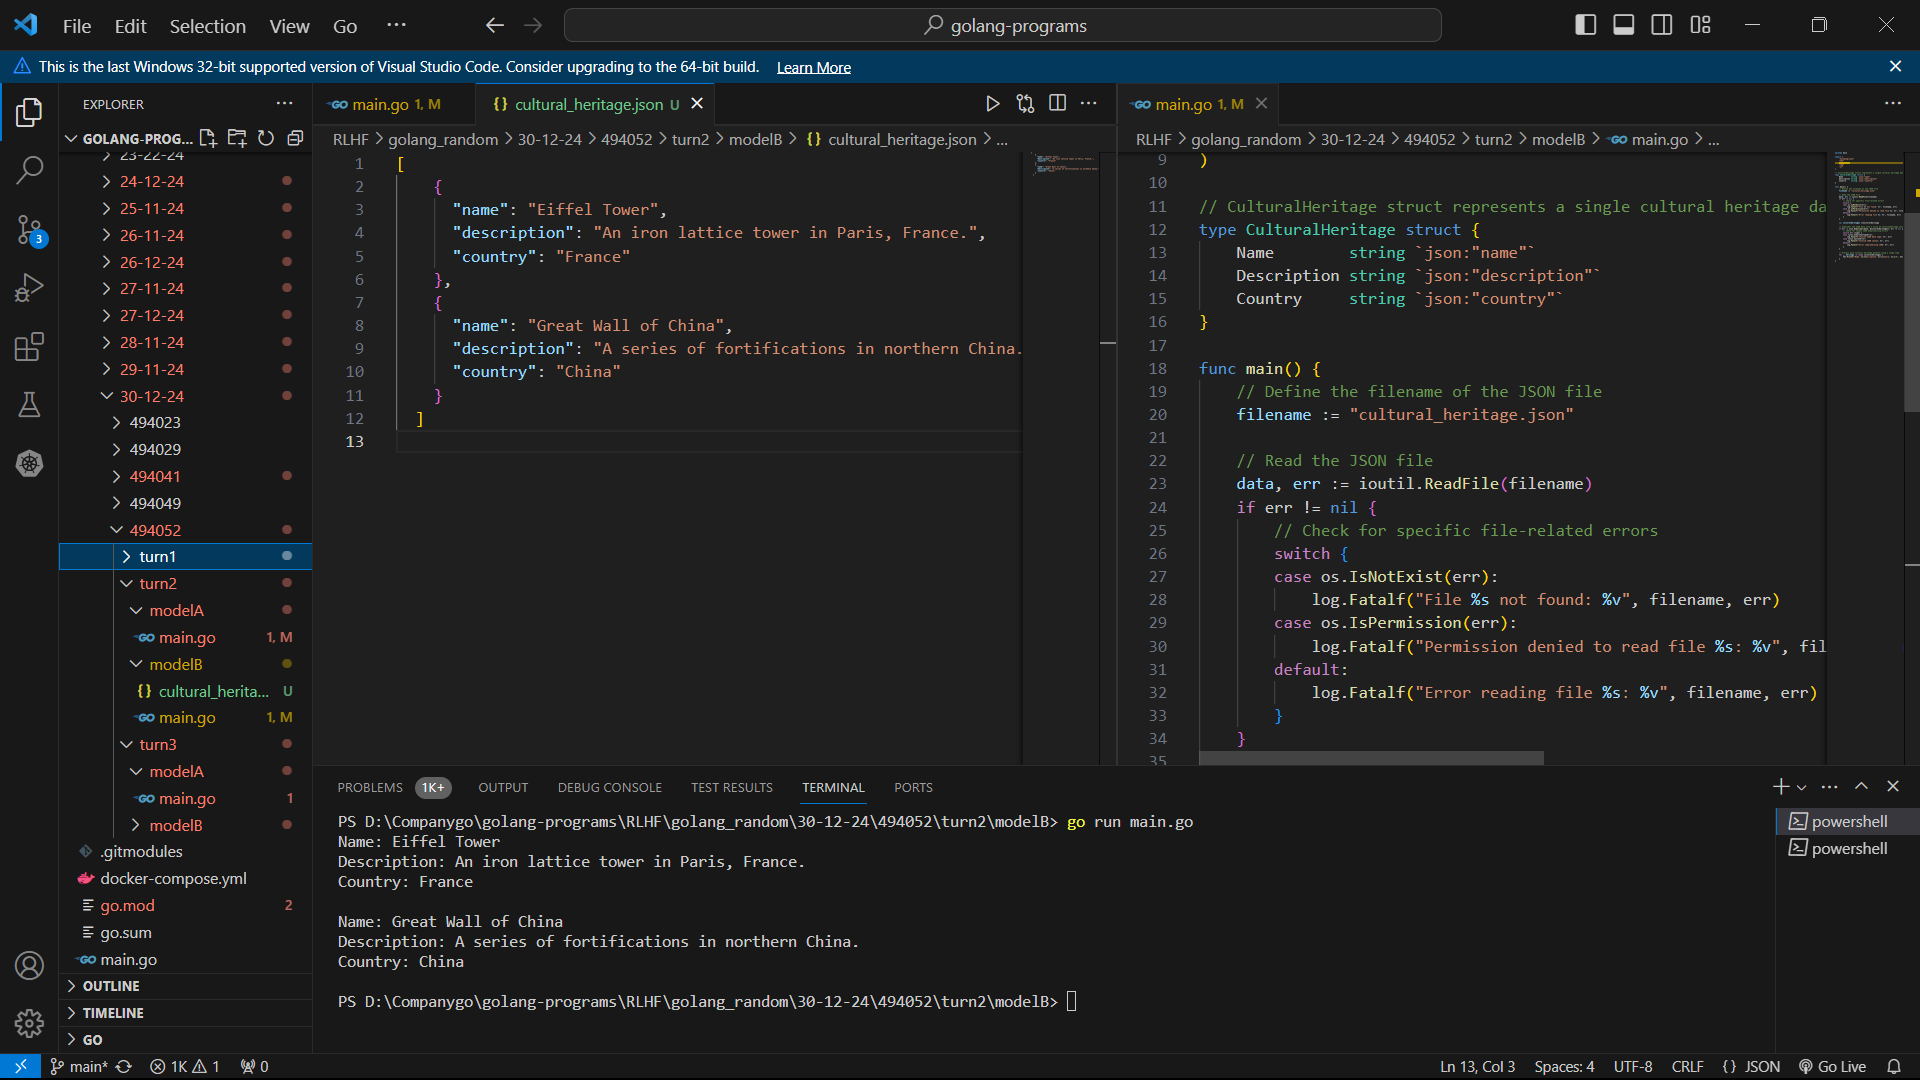 File Edit Selection View Go ··· golang-programs
This is the last Windows 32-bit supported version of Visual Studio Code. Consider upgrading to the 64-bit build. Learn More
EXPLORER
GOLANG-PROG...
23-22-24
24-12-24
25-11-24
26-11-24
26-12-24
27-11-24
27-12-24
28-11-24
29-11-24
30-12-24
494023
494029
494041
494049
494052
turn1
turn2
modelA
main.go 1, M
modelB
cultural_herita... U
main.go 1, M
turn3
modelA
main.go 1
modelB
.gitmodules
docker-compose.yml
go.mod 2
go.sum
main.go
OUTLINE
TIMELINE
GO
3
main.go 1, M
{} cultural_heritage.json U
RLHF > golang_random > 30-12-24 > 494052 > turn2 > modelB > {} cultural_heritage.json > ...
1 [
2 {
3 "name": "Eiffel Tower",
4 "description": "An iron lattice tower in Paris, France.",
5 "country": "France"
6 },
7 {
8 "name": "Great Wall of China",
9 "description": "A series of fortifications in northern China.
10 "country": "China"
11 }
12 ]
13
main.go 1, M
RLHF > golang_random > 30-12-24 > 494052 > turn2 > modelB > main.go > ...
9 )
10
11 // CulturalHeritage struct represents a single cultural heritage da
12 type CulturalHeritage struct {
13 Name string `json:"name"`
14 Description string `json:"description"`
15 Country string `json:"country"`
16 }
17
18 func main() {
19 // Define the filename of the JSON file
20 filename := "cultural_heritage.json"
21
22 // Read the JSON file
23 data, err := ioutil.ReadFile(filename)
24 if err != nil {
25 // Check for specific file-related errors
26 switch {
27 case os.IsNotExist(err):
28 log.Fatalf("File %s not found: %v", filename, err)
29 case os.IsPermission(err):
30 log.Fatalf("Permission denied to read file %s: %v", fil
31 default:
32 log.Fatalf("Error reading file %s: %v", filename, err)
33 }
34 }
35
PROBLEMS 1K+ OUTPUT DEBUG CONSOLE TEST RESULTS TERMINAL PORTS
PS D:\Companygo\golang-programs\RLHF\golang_random\30-12-24\494052\turn2\modelB> go run main.go
Name: Eiffel Tower
Description: An iron lattice tower in Paris, France.
Country: France
Name: Great Wall of China
Description: A series of fortifications in northern China.
Country: China
PS D:\Companygo\golang-programs\RLHF\golang_random\30-12-24\494052\turn2\modelB>
powershell
powershell
main* 1K 1 0 Ln 13, Col 3 Spaces: 4 UTF-8 CRLF {} JSON Go Live